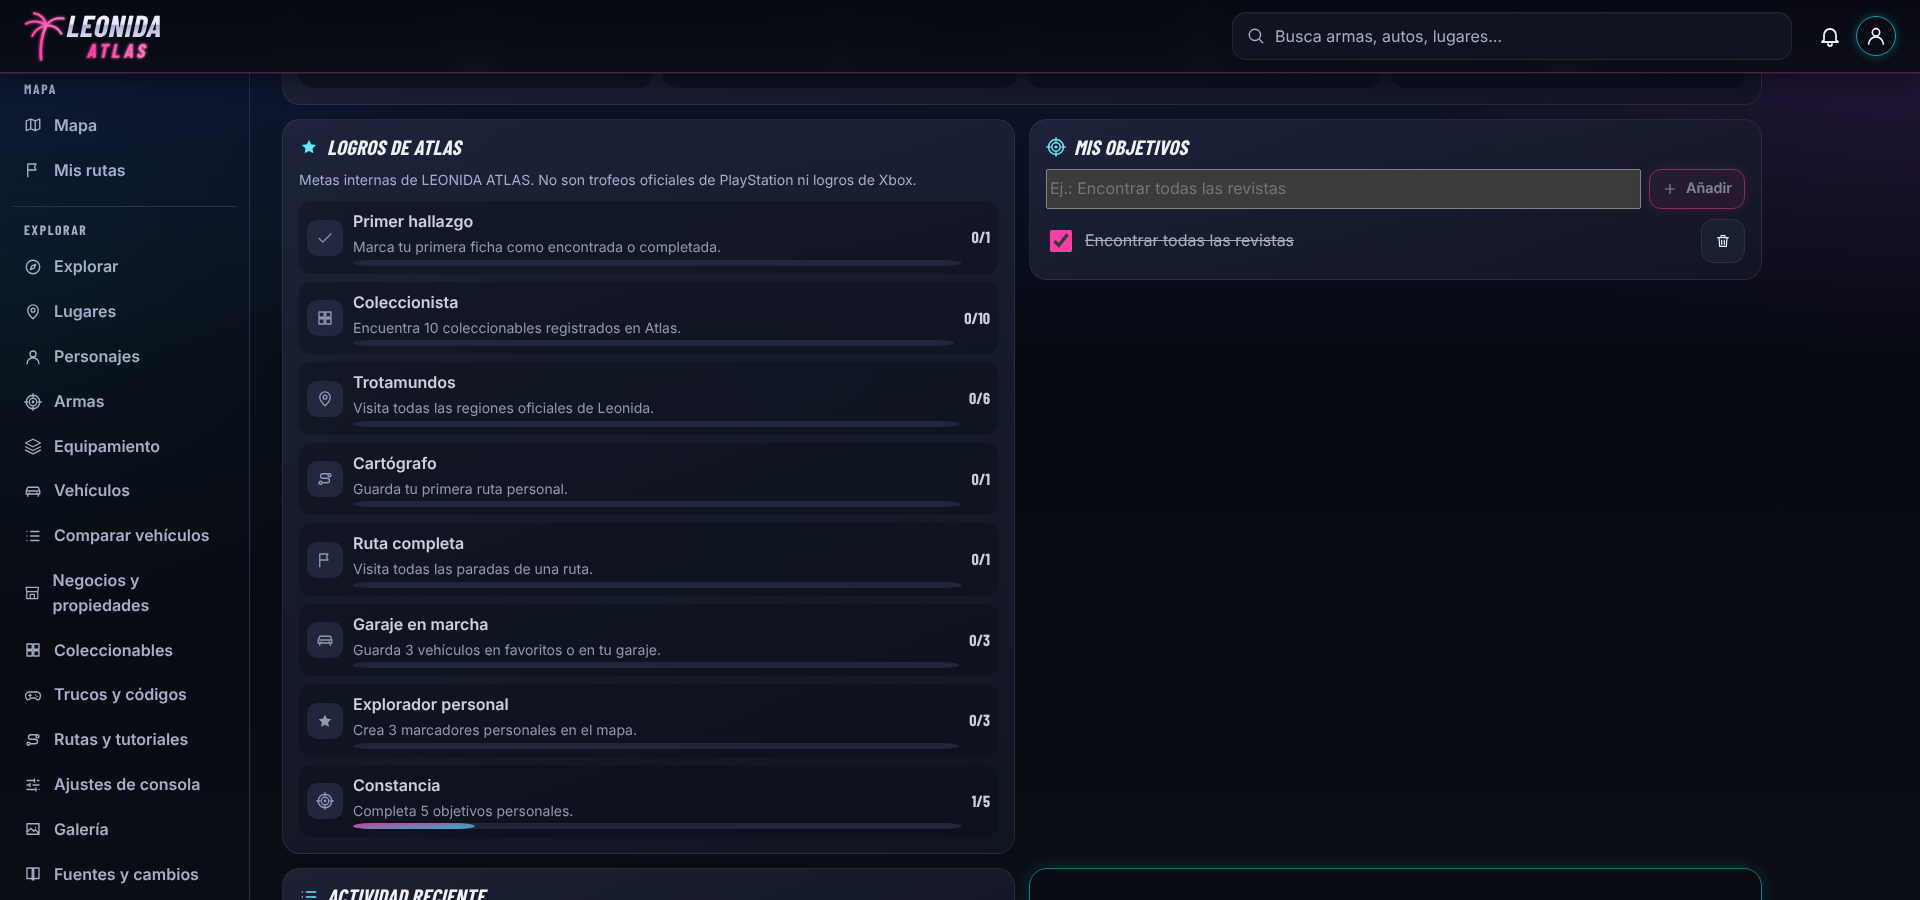 LEONIDA
ATLAS
Busca armas, autos, lugares...
MAPA
Mapa
Mis rutas
EXPLORAR
Explorar
Lugares
Personajes
Armas
Equipamiento
Vehículos
Comparar vehículos
Negocios y
propiedades
Coleccionables
Trucos y códigos
Rutas y tutoriales
Ajustes de consola
Galería
Fuentes y cambios
LOGROS DE ATLAS
Metas internas de LEONIDA ATLAS. No son trofeos oficiales de PlayStation ni logros de Xbox.
Primer hallazgo
Marca tu primera ficha como encontrada o completada.
0/1
Coleccionista
Encuentra 10 coleccionables registrados en Atlas.
0/10
Trotamundos
Visita todas las regiones oficiales de Leonida.
0/6
Cartógrafo
Guarda tu primera ruta personal.
0/1
Ruta completa
Visita todas las paradas de una ruta.
0/1
Garaje en marcha
Guarda 3 vehículos en favoritos o en tu garaje.
0/3
Explorador personal
Crea 3 marcadores personales en el mapa.
0/3
Constancia
Completa 5 objetivos personales.
1/5
MIS OBJETIVOS
Ej.: Encontrar todas las revistas
Añadir
Encontrar todas las revistas
ACTIVIDAD RECIENTE